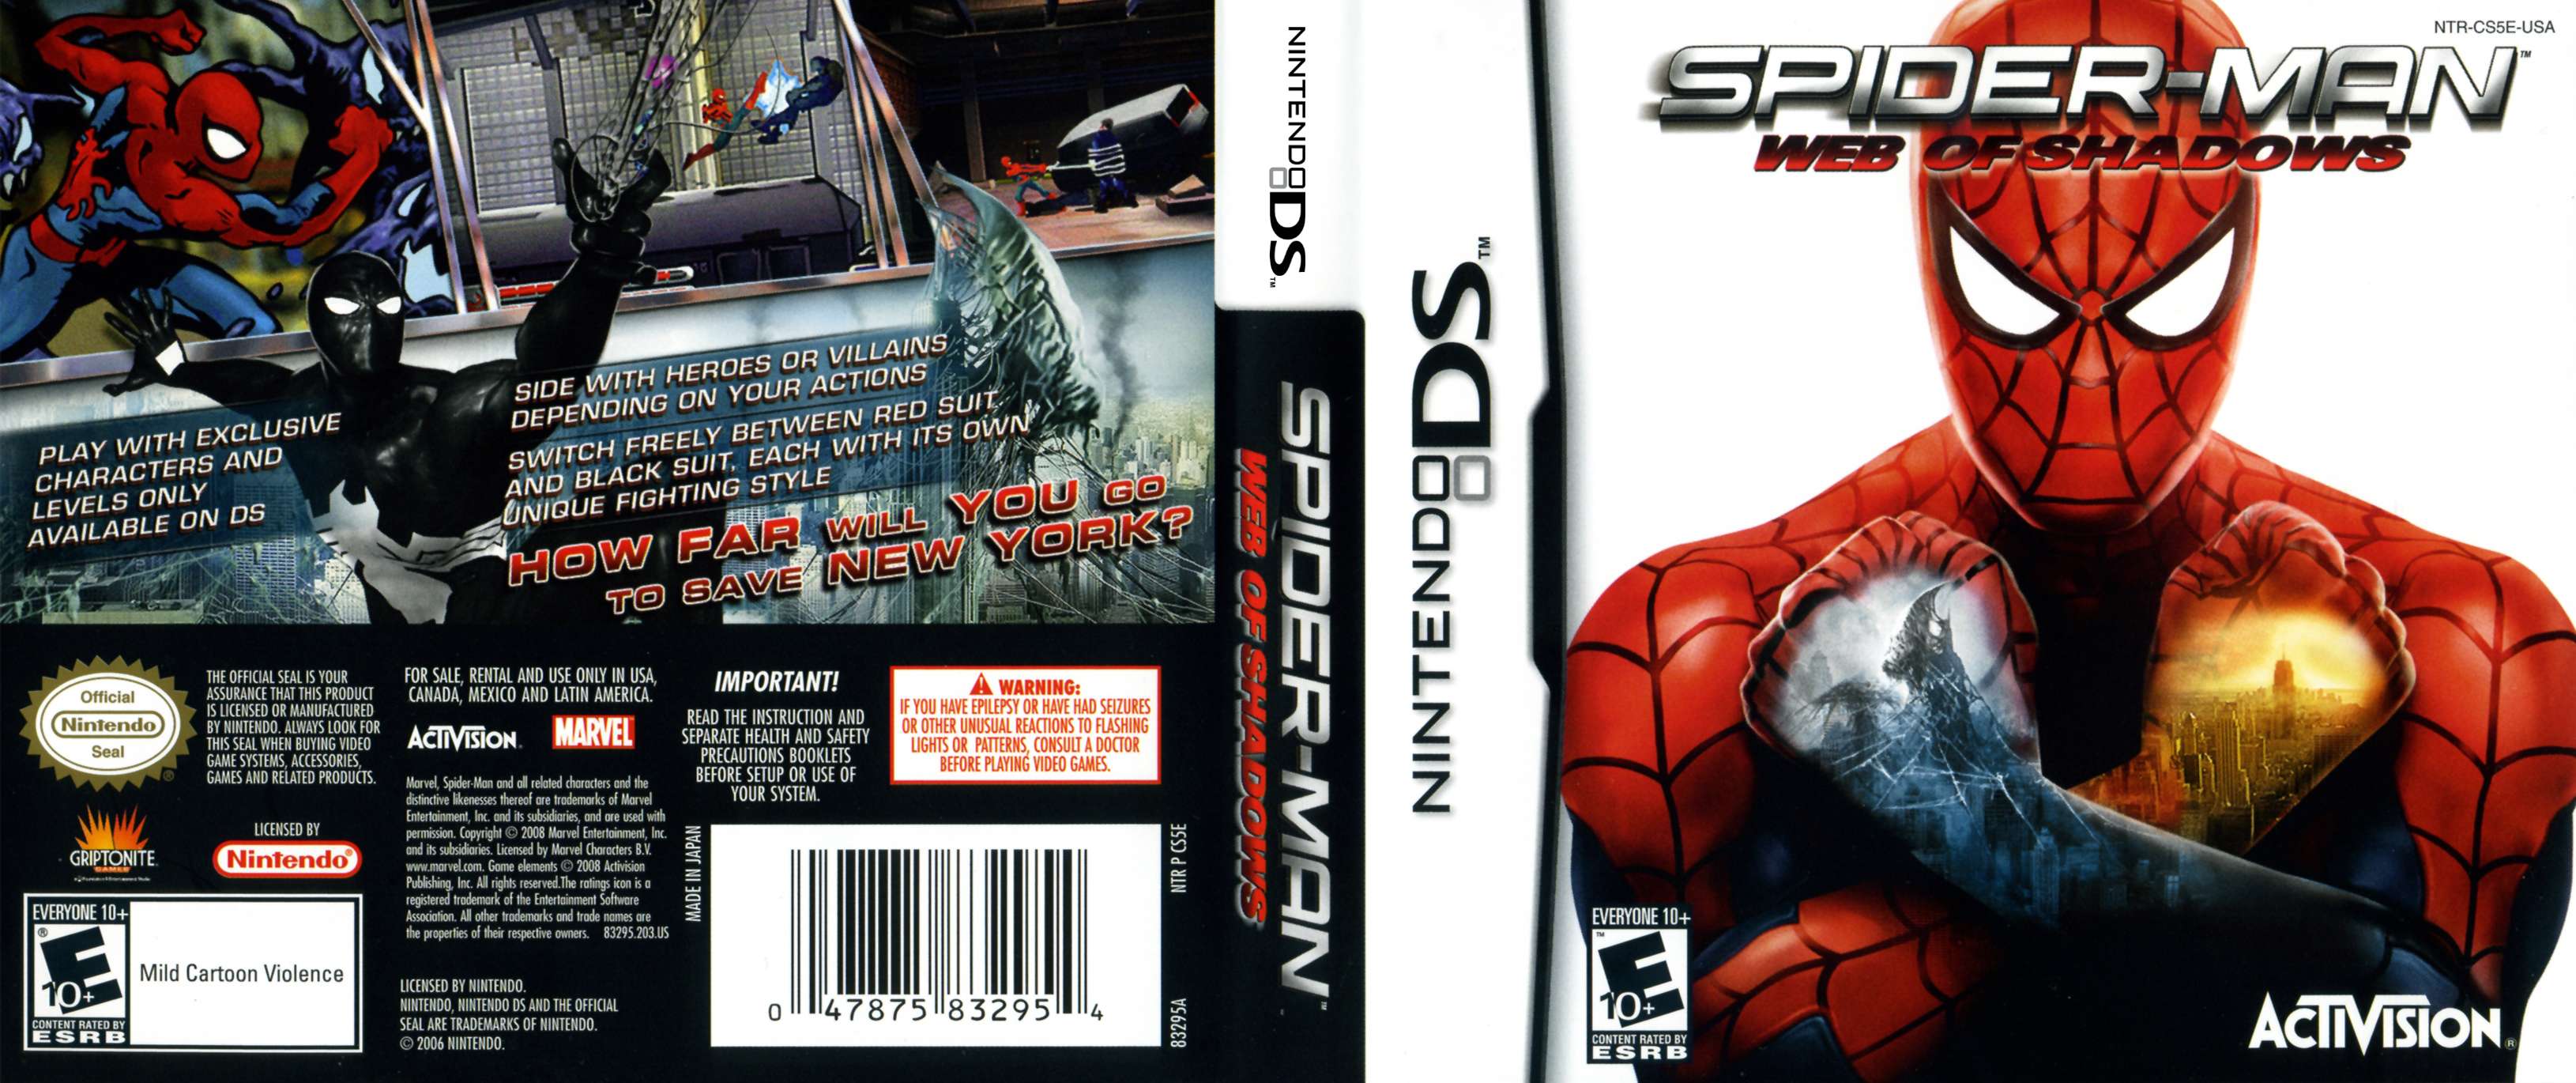 PLAY WITH EXCLUSIVE
CHARACTERS AND
LEVELS ONLY
AVAILABLE ON DS
SIDE WITH HEROES OR VILLAINS
DEPENDING ON YOUR ACTIONS
SWITCH FREELY BETWEEN RED SUIT
AND BLACK SUIT, EACH WITH ITS OWN
UNIQUE FIGHTING STYLE
HOW FAR WILL YOU GO
TO SAVE NEW YORK?
Official
Nintendo
Seal
®
THE OFFICIAL SEAL IS YOUR
ASSURANCE THAT THIS PRODUCT
IS LICENSED OR MANUFACTURED
BY NINTENDO. ALWAYS LOOK FOR
THIS SEAL WHEN BUYING VIDEO
GAME SYSTEMS, ACCESSORIES,
GAMES AND RELATED PRODUCTS.
GRIPTONITE
GAMES
LICENSED BY
Nintendo®
EVERYONE 10+
®
E
10+
CONTENT RATED BY
ESRB
Mild Cartoon Violence
FOR SALE, RENTAL AND USE ONLY IN USA,
CANADA, MEXICO AND LATIN AMERICA.
ACTIVISION®
MARVEL
Marvel, Spider-Man and all related characters and the
distinctive likenesses thereof are trademarks of Marvel
Entertainment, Inc. and its subsidiaries, and are used with
permission. Copyright © 2008 Marvel Entertainment, Inc.
and its subsidiaries. Licensed by Marvel Characters B.V.
www.marvel.com. Game elements © 2008 Activision
Publishing, Inc. All rights reserved.The ratings icon is a
registered trademark of the Entertainment Software
Association. All other trademarks and trade names are
the properties of their respective owners. 83295.203.US
LICENSED BY NINTENDO.
NINTENDO, NINTENDO DS AND THE OFFICIAL
SEAL ARE TRADEMARKS OF NINTENDO.
© 2006 NINTENDO.
IMPORTANT!
READ THE INSTRUCTION AND
SEPARATE HEALTH AND SAFETY
PRECAUTIONS BOOKLETS
BEFORE SETUP OR USE OF
YOUR SYSTEM.
WARNING:
IF YOU HAVE EPILEPSY OR HAVE HAD SEIZURES
OR OTHER UNUSUAL REACTIONS TO FLASHING
LIGHTS OR PATTERNS, CONSULT A DOCTOR
BEFORE PLAYING VIDEO GAMES.
MADE IN JAPAN
0 47875 83295 4
NTR P CS5E
83295A
NINTENDO DS™
SPIDER-MAN™
WEB OF SHADOWS
NINTENDO DS™
NTR-CS5E-USA
SPIDER-MAN™
WEB OF SHADOWS
EVERYONE 10+
™
E
10+
CONTENT RATED BY
ESRB
ACTIVISION®